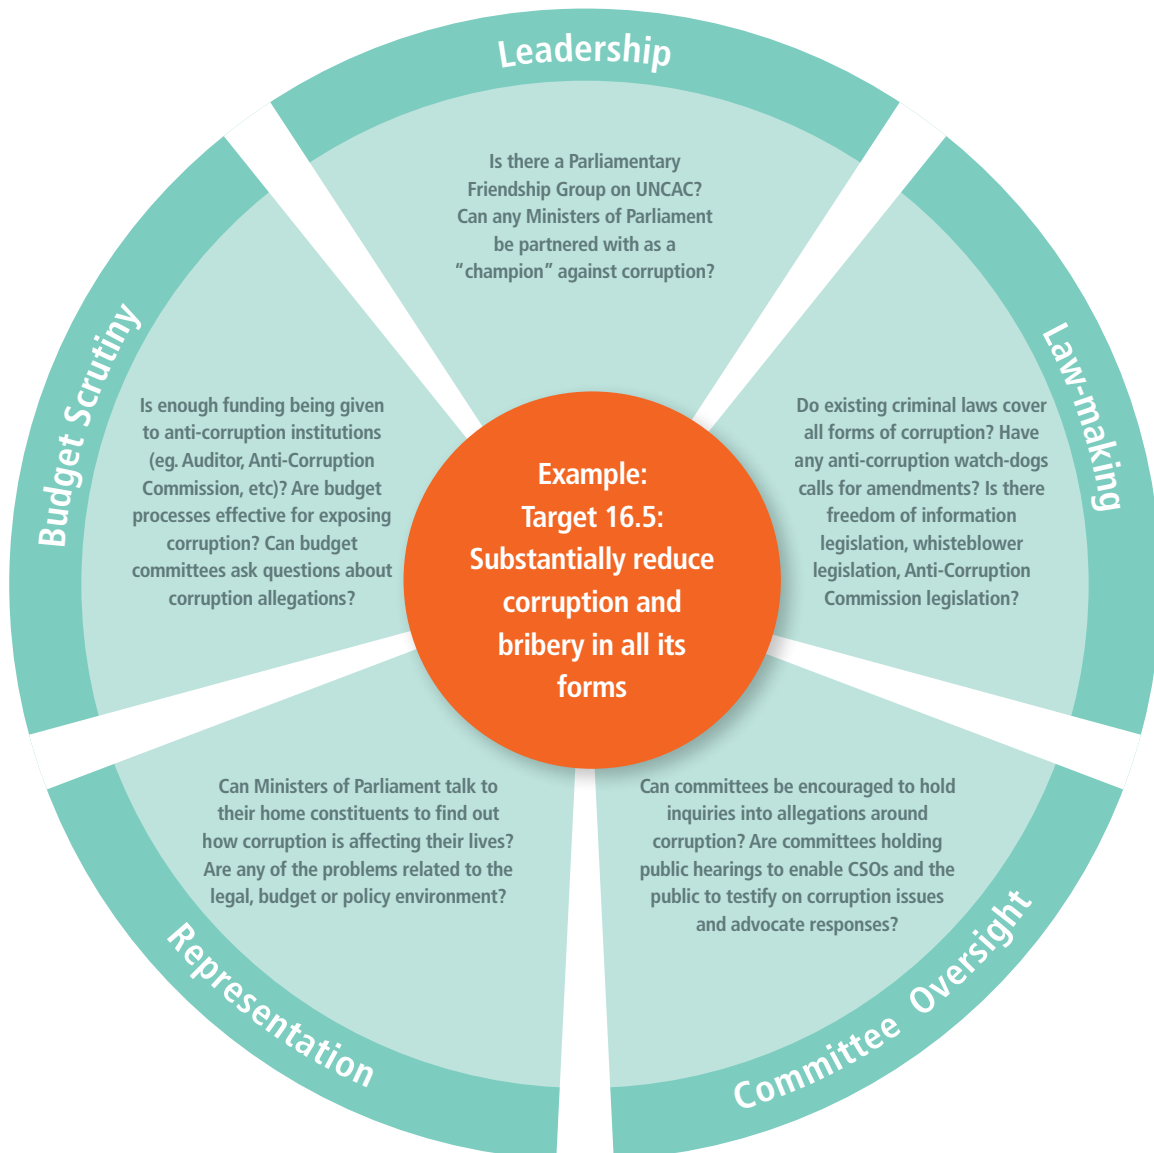 Leadership
Is there a Parliamentary
Friendship Group on UNCAC?
Can any Ministers of Parliament
be partnered with as a
“champion” against corruption?
Law-making
Do existing criminal laws cover
all forms of corruption? Have
any anti-corruption watch-dogs
calls for amendments? Is there
freedom of information
legislation, whisteblower
legislation, Anti-Corruption
Commission legislation?
Committee Oversight
Can committees be encouraged to hold
inquiries into allegations around
corruption? Are committees holding
public hearings to enable CSOs and the
public to testify on corruption issues
and advocate responses?
Representation
Can Ministers of Parliament talk to
their home constituents to find out
how corruption is affecting their lives?
Are any of the problems related to the
legal, budget or policy environment?
Budget Scrutiny
Is enough funding being given
to anti-corruption institutions
(eg. Auditor, Anti-Corruption
Commission, etc)? Are budget
processes effective for exposing
corruption? Can budget
committees ask questions about
corruption allegations?
Example:
Target 16.5:
Substantially reduce
corruption and
bribery in all its
forms